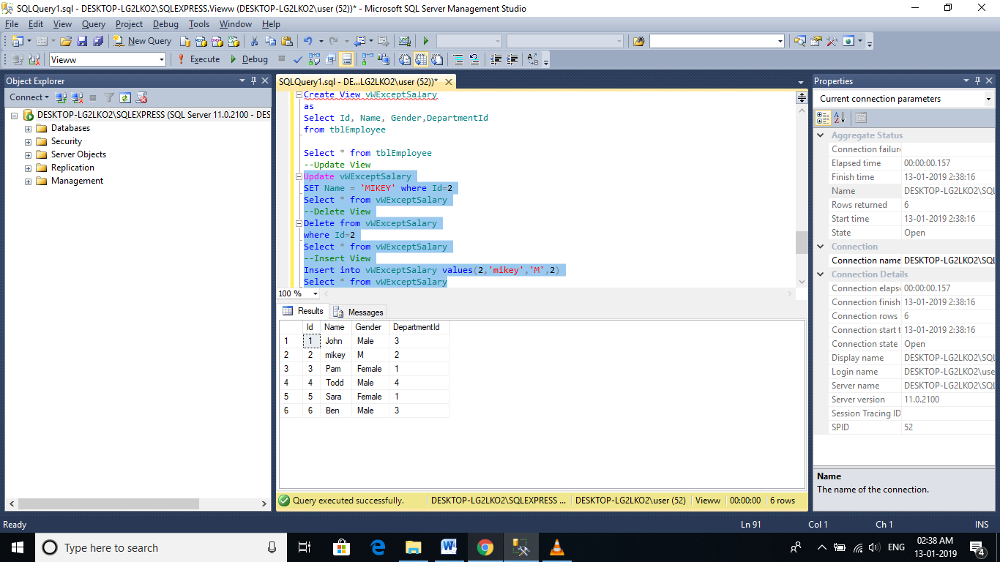 SQLQuery1.sql - DESKTOP-LG2LKO2\SQLEXPRESS.Vieww (DESKTOP-LG2LKO2\user (52))* - Microsoft SQL Server Management Studio
File Edit View Query Project Debug Tools Window Help
New Query
Vieww Execute Debug
Object Explorer
Connect
DESKTOP-LG2LKO2\SQLEXPRESS (SQL Server 11.0.2100 - DES
Databases
Security
Server Objects
Replication
Management
SQLQuery1.sql - DE...LG2LKO2\user (52))*
Create View vWExceptSalary
as
Select Id, Name, Gender,DepartmentId
from tblEmployee
Select * from tblEmployee
--Update View
Update vWExceptSalary
SET Name = 'MIKEY' where Id=2
Select * from vWExceptSalary
--Delete View
Delete from vWExceptSalary
where Id=2
Select * from vWExceptSalary
--Insert View
Insert into vWExceptSalary values(2,'mikey','M',2)
Select * from vWExceptSalary
100 %
Results Messages
Id Name Gender DepartmentId
1 1 John Male 3
2 2 mikey M 2
3 3 Pam Female 1
4 4 Todd Male 4
5 5 Sara Female 1
6 6 Ben Male 3
Query executed successfully. DESKTOP-LG2LKO2\SQLEXPRESS ... DESKTOP-LG2LKO2\user (52) Vieww 00:00:00 6 rows
Properties
Current connection parameters
Aggregate Status
Connection failure
Elapsed time 00:00:00.157
Finish time 13-01-2019 2:38:16
Name DESKTOP-LG2LKO2\SQL
Rows returned 6
Start time 13-01-2019 2:38:16
State Open
Connection
Connection name DESKTOP-LG2LKO2\SQL
Connection Details
Connection elapse 00:00:00.157
Connection finish 13-01-2019 2:38:16
Connection rows 6
Connection start t 13-01-2019 2:38:16
Connection state Open
Display name DESKTOP-LG2LKO2\SQL
Login name DESKTOP-LG2LKO2\use
Server name DESKTOP-LG2LKO2\SQL
Server version 11.0.2100
Session Tracing ID
SPID 52
Name
The name of the connection.
Ready Ln 91 Col 1 Ch 1 INS
Type here to search
ENG
02:38 AM
13-01-2019
4